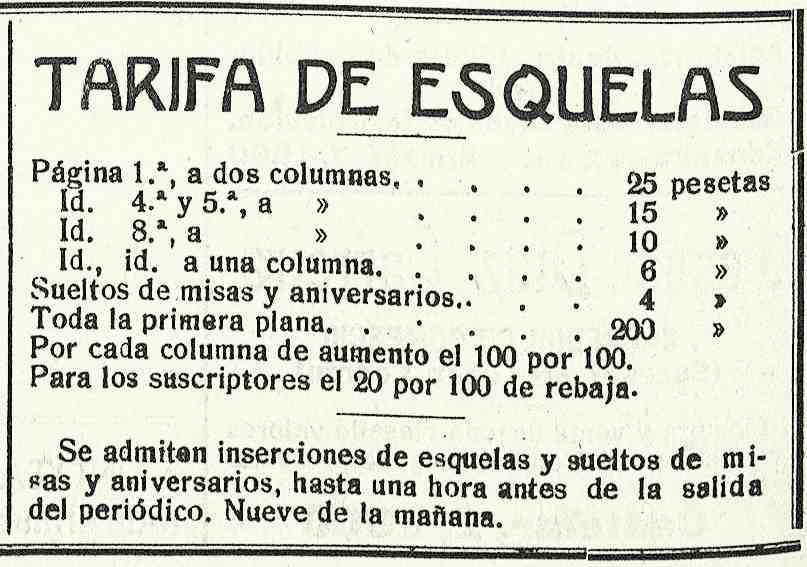 TARIFA DE ESQUELAS
Página 1.ª, a dos columnas. . . . . . 25 pesetas
Id. 4.ª y 5.ª, a » . . . . 15 »
Id. 8.ª, a » . . . . 10 »
Id., id. a una columna. . . . . 6 »
Sueltos de misas y aniversarios.. . . 4 »
Toda la primera plana. . . . . 200 »
Por cada columna de aumento el 100 por 100.
Para los suscriptores el 20 por 100 de rebaja.
Se admiten inserciones de esquelas y sueltos de mi-
sas y aniversarios, hasta una hora antes de la salida
del periódico. Nueve de la mañana.